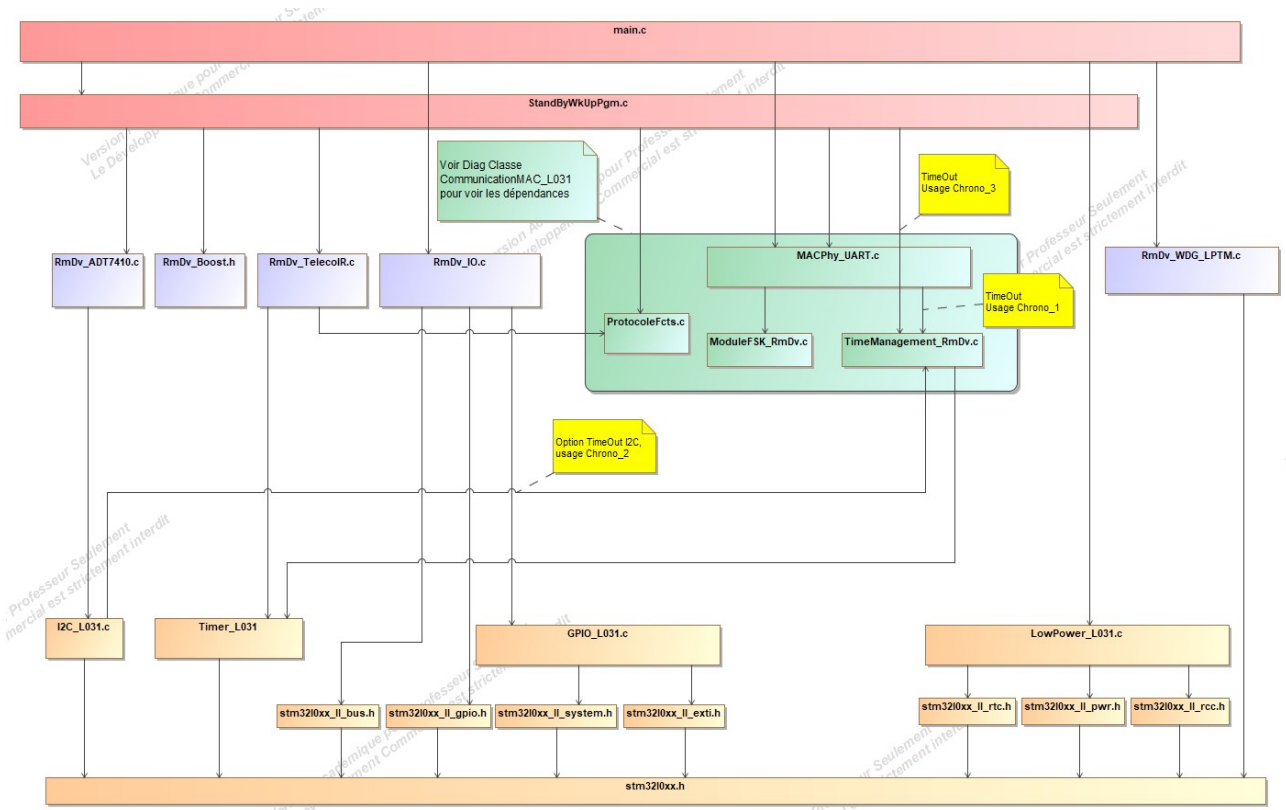 main.c
StandByWkUpPgm.c
Voir Diag Classe
CommunicationMAC_L031
pour voir les dépendances
TimeOut
Usage Chrono_3
RmDv_ADT7410.c
RmDv_Boost.h
RmDv_TelecoIR.c
RmDv_IO.c
MACPhy_UART.c
RmDv_WDG_LPTM.c
TimeOut
Usage Chrono_1
ProtocoleFcts.c
ModuleFSK_RmDv.c
TimeManagement_RmDv.c
Option TimeOut I2C,
usage Chrono_2
I2C_L031.c
Timer_L031
GPIO_L031.c
LowPower_L031.c
stm32l0xx_ll_bus.h
stm32l0xx_ll_gpio.h
stm32l0xx_ll_system.h
stm32l0xx_ll_exti.h
stm32l0xx_ll_rtc.h
stm32l0xx_ll_pwr.h
stm32l0xx_ll_rcc.h
stm32l0xx.h